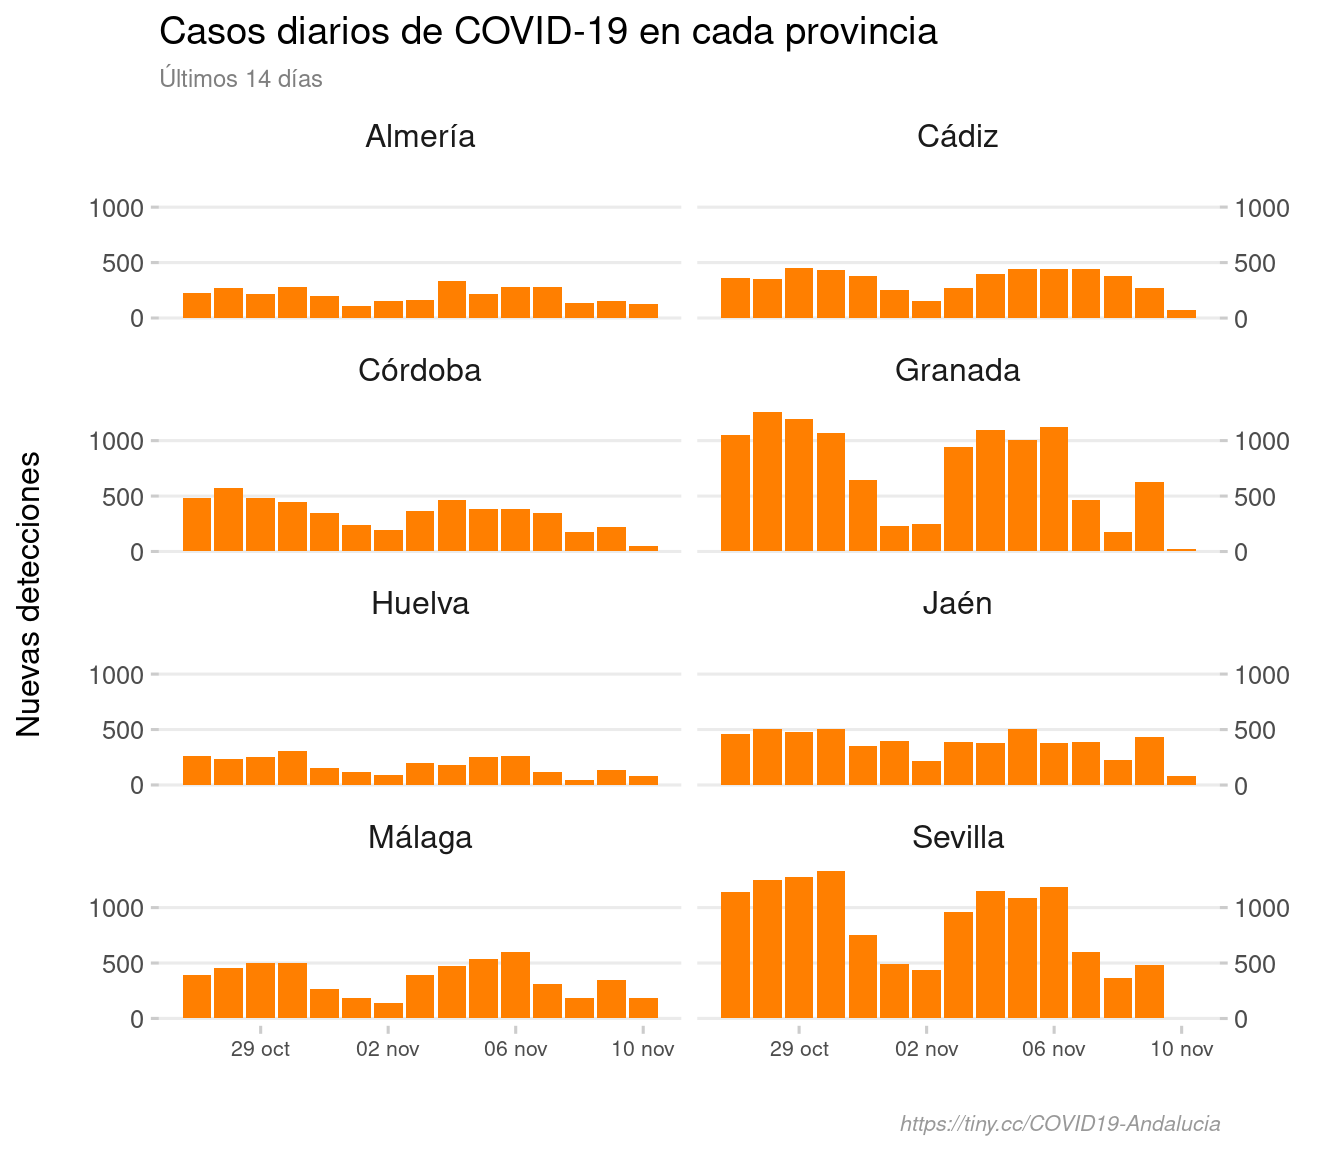 Casos diarios de COVID-19 en cada provincia
Últimos 14 días
Nuevas detecciones
Almería
1000
500
0
Cádiz
1000
500
0
Córdoba
1000
500
0
Granada
1000
500
0
Huelva
1000
500
0
Jaén
1000
500
0
Málaga
1000
500
0
29 oct 02 nov 06 nov 10 nov
Sevilla
1000
500
0
29 oct 02 nov 06 nov 10 nov
https://tiny.cc/COVID19-Andalucia